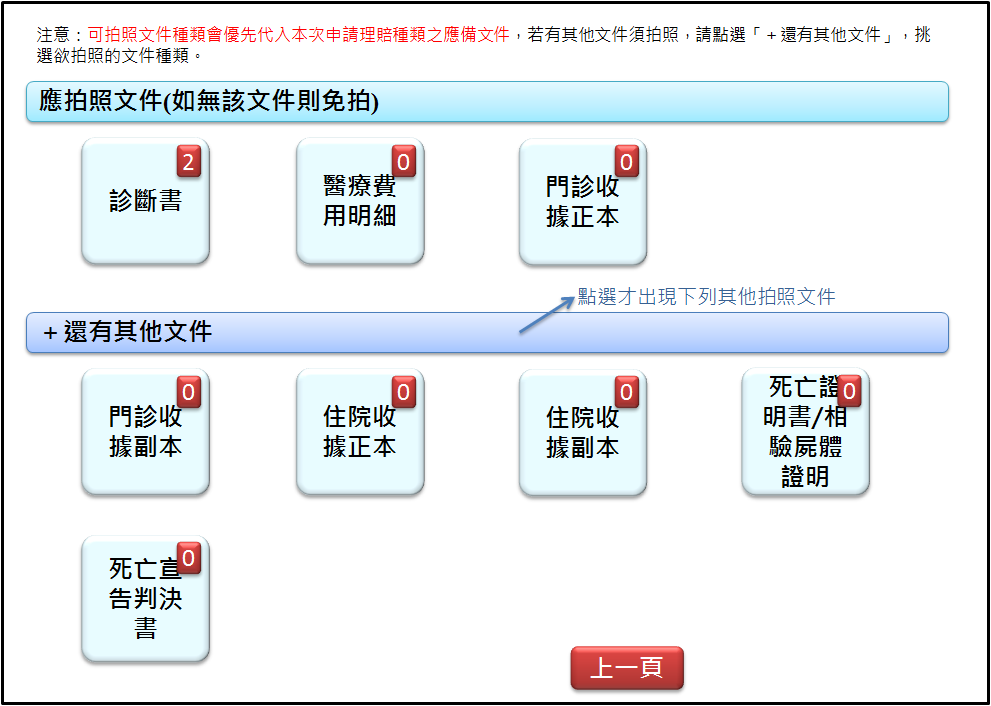 注意：可拍照文件種類會優先代入本次申請理賠種類之應備文件，若有其他文件須拍照，請點選「＋還有其他文件」，挑
選欲拍照的文件種類。
應拍照文件(如無該文件則免拍)
2
診斷書
0
醫療費
用明細
0
門診收
據正本
點選才出現下列其他拍照文件
＋還有其他文件
0
門診收
據副本
0
住院收
據正本
0
住院收
據副本
0
死亡證
明書/相
驗屍體
證明
0
死亡宣
告判決
書
上一頁